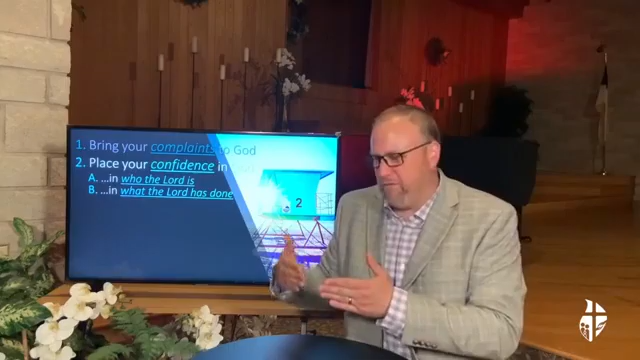 1. Bring your complaints to God
2. Place your confidence in
A. ...in who the Lord is
B. ...in what the Lord has done
2